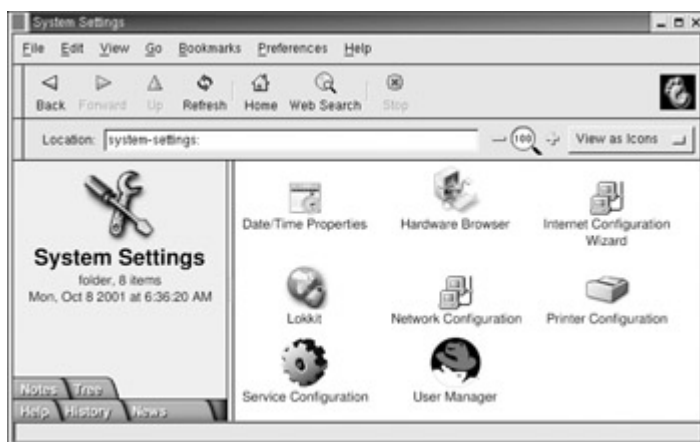 System Settings
File Edit View Go Bookmarks Preferences Help
Back Forward Up Refresh Home Web Search Stop
Location: system-settings: 100 View as Icons
System Settings
folder, 8 items
Mon, Oct 8 2001 at 6:36:20 AM
Date/Time Properties Hardware Browser Internet Configuration
Wizard
Lokkit Network Configuration Printer Configuration
Service Configuration User Manager
Notes Tree
Help History News